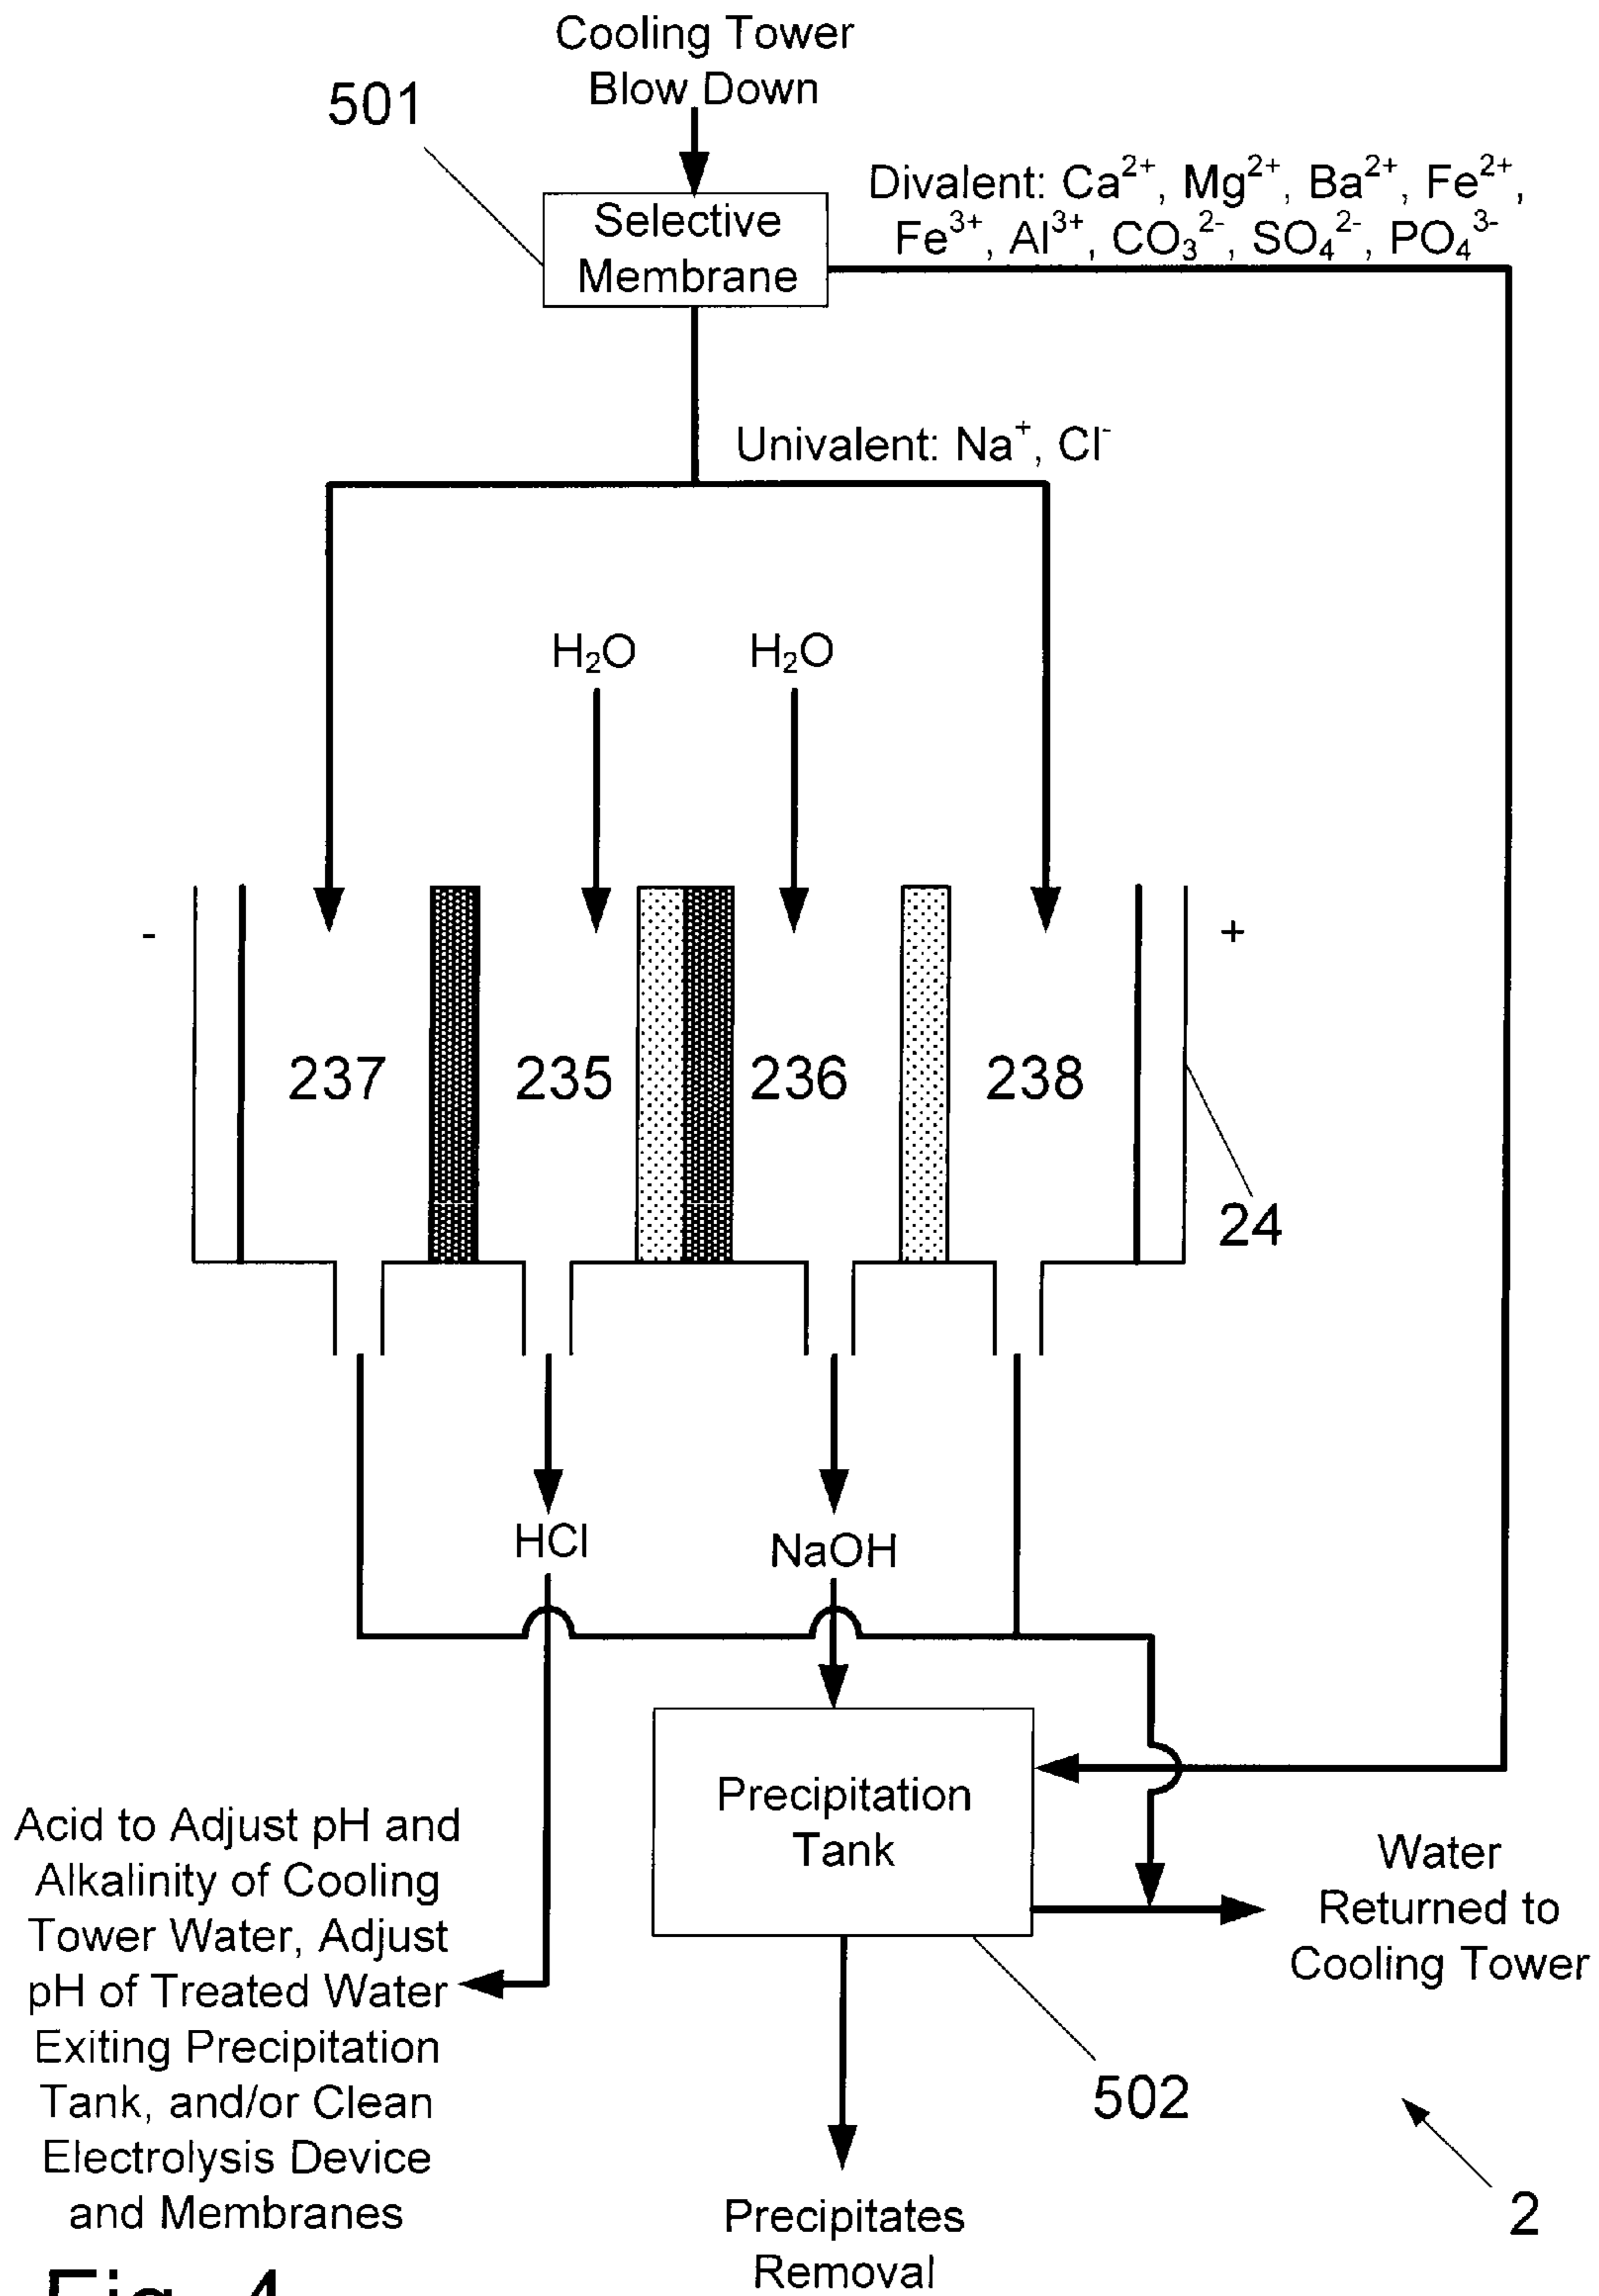 Cooling Tower
Blow Down
501
Selective
Membrane
Divalent: Ca²⁺, Mg²⁺, Ba²⁺, Fe²⁺,
Fe³⁺, Al³⁺, CO₃²⁻, SO₄²⁻, PO₄³⁻
Univalent: Na⁺, Cl⁻
H₂O H₂O
- +
237 235 236 238
24
HCl NaOH
Precipitation
Tank
Acid to Adjust pH and
Alkalinity of Cooling
Tower Water, Adjust
pH of Treated Water
Exiting Precipitation
Tank, and/or Clean
Electrolysis Device
and Membranes
Water
Returned to
Cooling Tower
502
2
Precipitates
Removal
Fig. 4